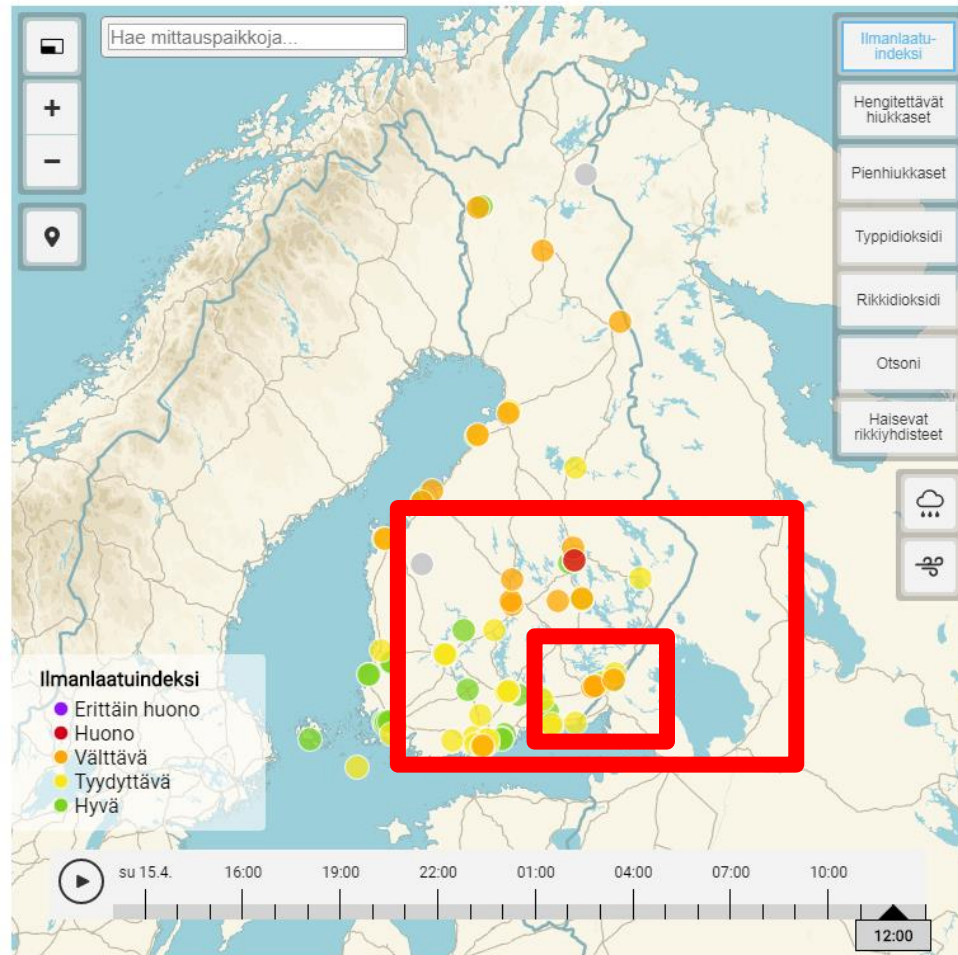 Hae mittauspaikkoja...
+
−
Ilmanlaatu-
indeksi
Hengitettävät
hiukkaset
Pienhiukkaset
Typpidioksidi
Rikkidioksidi
Otsoni
Haisevat
rikkiyhdisteet
Ilmanlaatuindeksi
Erittäin huono
Huono
Välttävä
Tyydyttävä
Hyvä
su 15.4.
16:00
19:00
22:00
01:00
04:00
07:00
10:00
12:00